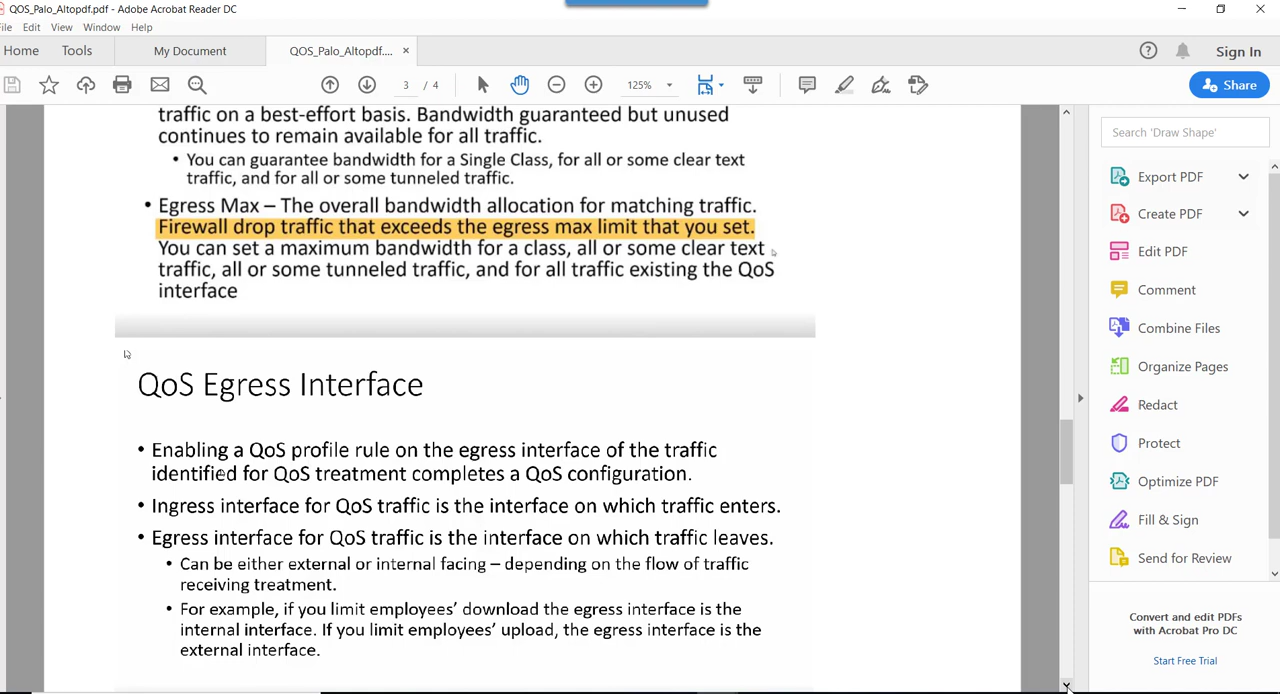 QOS_Palo_Altopdf.pdf - Adobe Acrobat Reader DC
File Edit View Window Help
Home Tools My Document QOS_Palo_Altopdf.... × Sign In
3 / 4 125% Share
traffic on a best-effort basis. Bandwidth guaranteed but unused
continues to remain available for all traffic.
• You can guarantee bandwidth for a Single Class, for all or some clear text
traffic, and for all or some tunneled traffic.
• Egress Max – The overall bandwidth allocation for matching traffic.
Firewall drop traffic that exceeds the egress max limit that you set.
You can set a maximum bandwidth for a class, all or some clear text
traffic, all or some tunneled traffic, and for all traffic existing the QoS
interface
QoS Egress Interface
• Enabling a QoS profile rule on the egress interface of the traffic
identified for QoS treatment completes a QoS configuration.
• Ingress interface for QoS traffic is the interface on which traffic enters.
• Egress interface for QoS traffic is the interface on which traffic leaves.
• Can be either external or internal facing – depending on the flow of traffic
receiving treatment.
• For example, if you limit employees’ download the egress interface is the
internal interface. If you limit employees’ upload, the egress interface is the
external interface.
Search 'Draw Shape'
Export PDF
Create PDF
Edit PDF
Comment
Combine Files
Organize Pages
Redact
Protect
Optimize PDF
Fill & Sign
Send for Review
Convert and edit PDFs
with Acrobat Pro DC
Start Free Trial